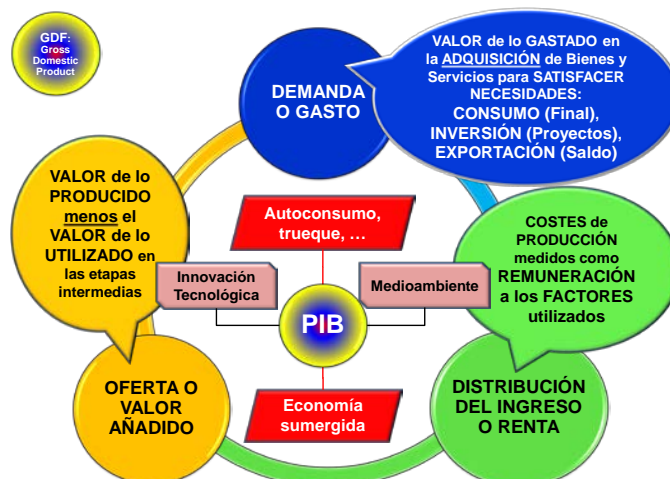 GDF:
Gross
Domestic
Product
DEMANDA
O GASTO
VALOR de lo GASTADO en
la ADQUISICIÓN de Bienes y
Servicios para SATISFACER
NECESIDADES:
CONSUMO (Final),
INVERSIÓN (Proyectos),
EXPORTACIÓN (Saldo)
VALOR de lo
PRODUCIDO
menos el
VALOR de lo
UTILIZADO en
las etapas
intermedias
Autoconsumo,
trueque, …
COSTES de
PRODUCCIÓN
medidos como
REMUNERACIÓN
a los FACTORES
utilizados
Innovación
Tecnológica
Medioambiente
PIB
OFERTA O
VALOR
AÑADIDO
Economía
sumergida
DISTRIBUCIÓN
DEL INGRESO
O RENTA